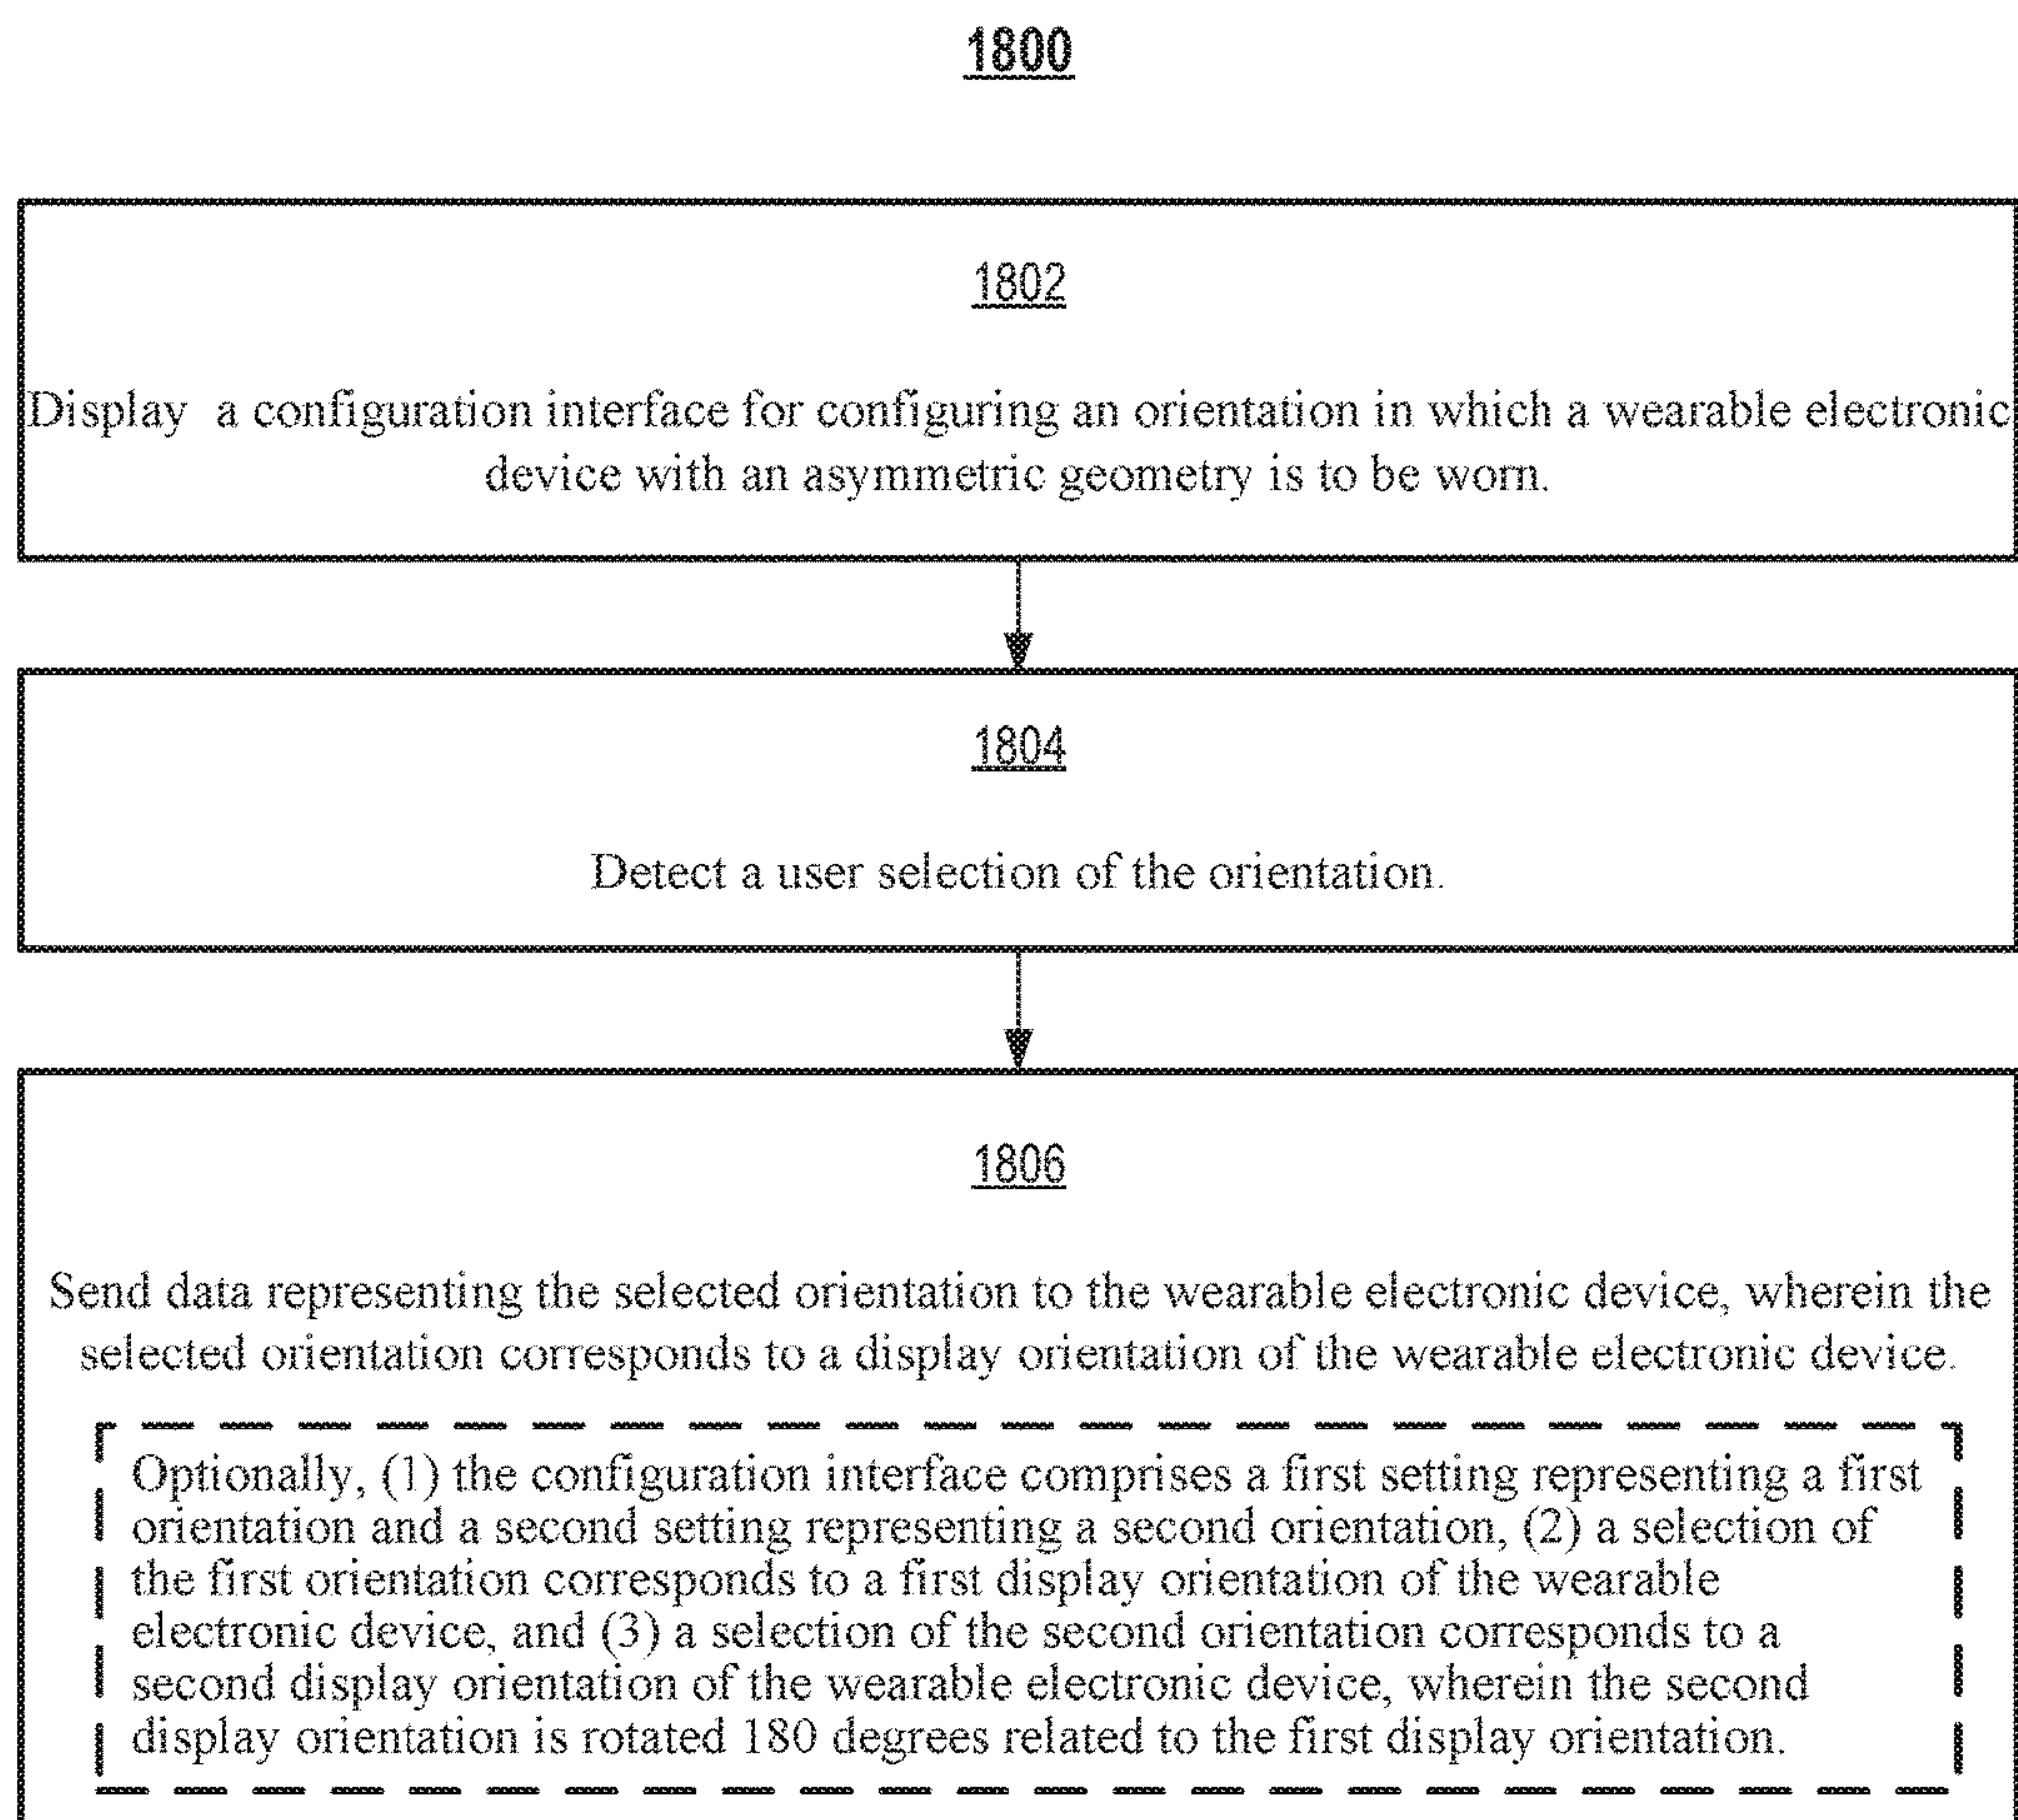 1800
1802
Display a configuration interface for configuring an orientation in which a wearable electronic
device with an asymmetric geometry is to be worn.
1804
Detect a user selection of the orientation.
1806
Send data representing the selected orientation to the wearable electronic device, wherein the
selected orientation corresponds to a display orientation of the wearable electronic device.
Optionally, (1) the configuration interface comprises a first setting representing a first
orientation and a second setting representing a second orientation, (2) a selection of
the first orientation corresponds to a first display orientation of the wearable
electronic device, and (3) a selection of the second orientation corresponds to a
second display orientation of the wearable electronic device, wherein the second
display orientation is rotated 180 degrees related to the first display orientation.